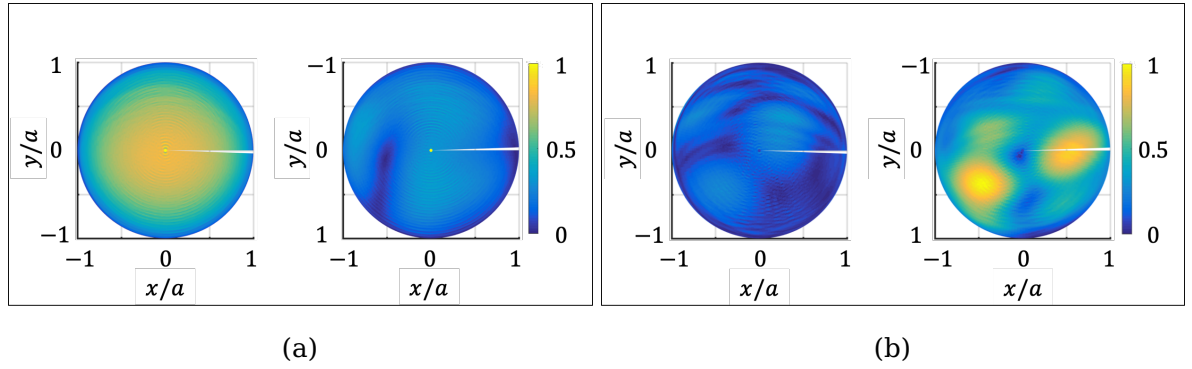 1 −1 1 1 −1 1
y/a 0 y/a 0 0.5 y/a 0 y/a 0 0.5
−1 1 0 −1 1 0
−1 0 1 −1 0 1 −1 0 1 −1 0 1
x/a x/a x/a x/a
(a) (b)